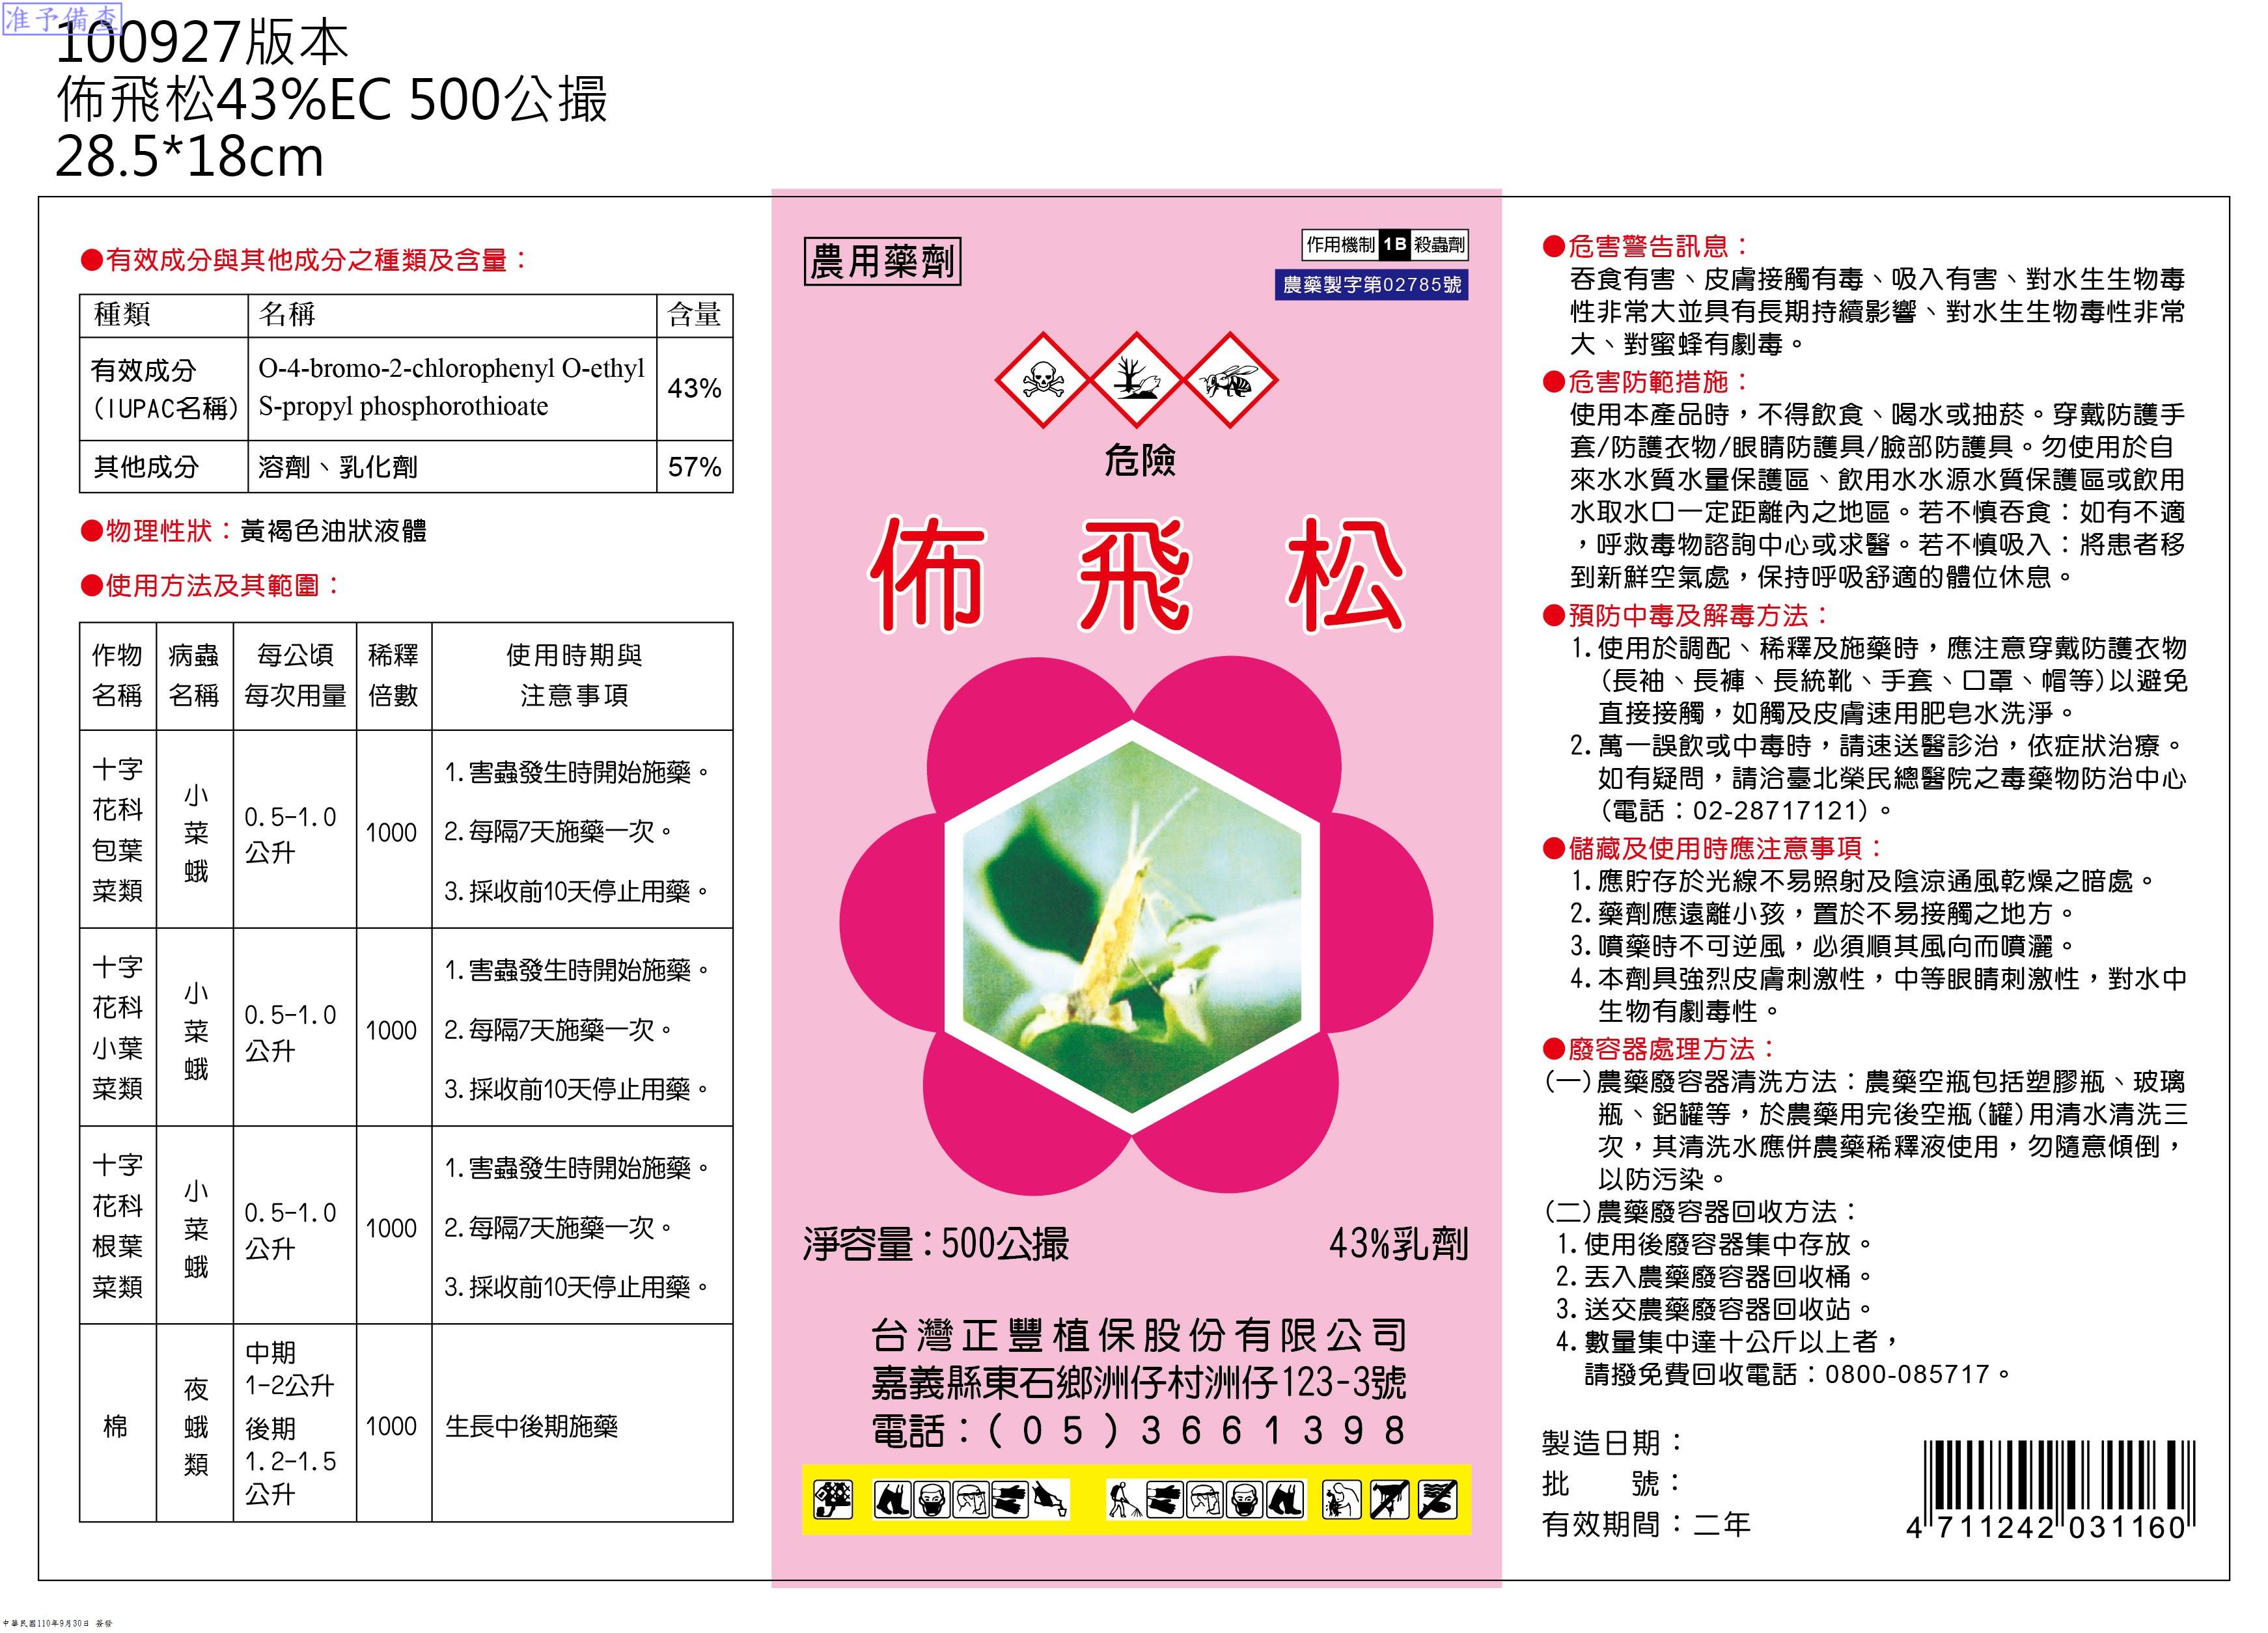 准予備查
100927版本
佈飛松43%EC 500公撮
28.5*18cm
●有效成分與其他成分之種類及含量：
種類 名稱 含量
有效成分
(IUPAC名稱)
O-4-bromo-2-chlorophenyl O-ethyl
S-propyl phosphorothioate
43%
其他成分 溶劑、乳化劑 57%
●物理性狀：黃褐色油狀液體
●使用方法及其範圍：
作物
名稱
病蟲
名稱
每公頃
每次用量
稀釋
倍數
使用時期與
注意事項
十字
花科
包葉
菜類
小
菜
蛾
0.5-1.0
公升
1000
1.害蟲發生時開始施藥。
2.每隔7天施藥一次。
3.採收前10天停止用藥。
十字
花科
小葉
菜類
小
菜
蛾
0.5-1.0
公升
1000
1.害蟲發生時開始施藥。
2.每隔7天施藥一次。
3.採收前10天停止用藥。
十字
花科
根葉
菜類
小
菜
蛾
0.5-1.0
公升
1000
1.害蟲發生時開始施藥。
2.每隔7天施藥一次。
3.採收前10天停止用藥。
棉
夜
蛾
類
中期
1-2公升
後期
1.2-1.5
公升
1000
生長中後期施藥
農用藥劑
作用機制 1B 殺蟲劑
農藥製字第02785號
危險
佈飛松
淨容量：500公撮 43%乳劑
台灣正豐植保股份有限公司
嘉義縣東石鄉洲仔村洲仔123-3號
電話：(05)3661398
●危害警告訊息：
吞食有害、皮膚接觸有毒、吸入有害、對水生生物毒
性非常大並具有長期持續影響、對水生生物毒性非常
大、對蜜蜂有劇毒。
●危害防範措施：
使用本產品時，不得飲食、喝水或抽菸。穿戴防護手
套/防護衣物/眼睛防護具/臉部防護具。勿使用於自
來水水質水量保護區、飲用水水源水質保護區或飲用
水取水口一定距離內之地區。若不慎吞食：如有不適
，呼救毒物諮詢中心或求醫。若不慎吸入：將患者移
到新鮮空氣處，保持呼吸舒適的體位休息。
●預防中毒及解毒方法：
1.使用於調配、稀釋及施藥時，應注意穿戴防護衣物
(長袖、長褲、長統靴、手套、口罩、帽等)以避免
直接接觸，如觸及皮膚速用肥皂水洗淨。
2.萬一誤飲或中毒時，請速送醫診治，依症狀治療。
如有疑問，請洽臺北榮民總醫院之毒藥物防治中心
(電話：02-28717121)。
●儲藏及使用時應注意事項：
1.應貯存於光線不易照射及陰涼通風乾燥之暗處。
2.藥劑應遠離小孩，置於不易接觸之地方。
3.噴藥時不可逆風，必須順其風向而噴灑。
4.本劑具強烈皮膚刺激性，中等眼睛刺激性，對水中
生物有劇毒性。
●廢容器處理方法：
(一)農藥廢容器清洗方法：農藥空瓶包括塑膠瓶、玻璃
瓶、鋁罐等，於農藥用完後空瓶(罐)用清水清洗三
次，其清洗水應併農藥稀釋液使用，勿隨意傾倒，
以防污染。
(二)農藥廢容器回收方法：
1.使用後廢容器集中存放。
2.丟入農藥廢容器回收桶。
3.送交農藥廢容器回收站。
4.數量集中達十公斤以上者，
請撥免費回收電話：0800-085717。
製造日期：
批 號：
有效期間：二年
4 711242 031160
中華民國110年9月30日 簽發